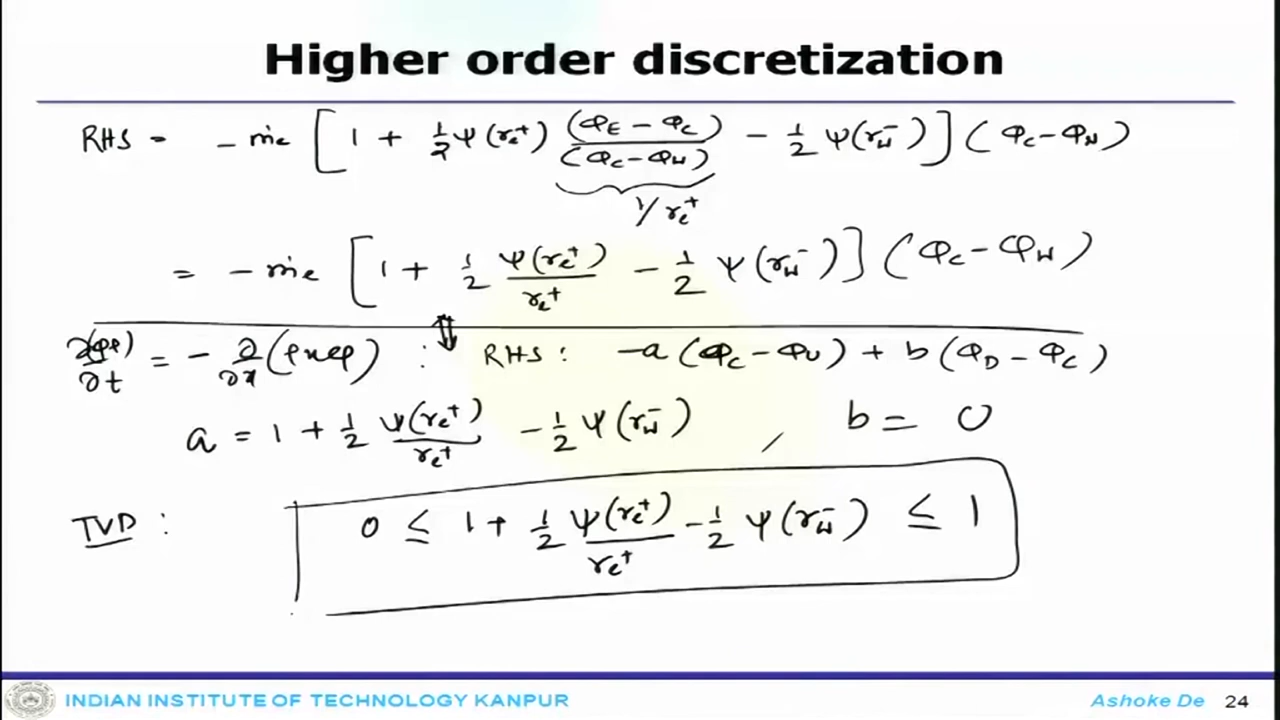 Higher order discretization
RHS = - ṁe [ 1 + ½ ψ(re⁺) (φE - φC)/(φC - φW) - ½ ψ(rw⁻) ] (φC - φW)
1/re⁺
= - ṁe [ 1 + ½ ψ(re⁺)/re⁺ - ½ ψ(rw⁻) ] (φC - φW)
∂(ρφ)/∂t = - ∂/∂x (ρuφ) : RHS : -a (φC - φU) + b (φD - φC)
a = 1 + ½ ψ(re⁺)/re⁺ - ½ ψ(rw⁻) , b = 0
TVD : 0 ≤ 1 + ½ ψ(re⁺)/re⁺ - ½ ψ(rw⁻) ≤ 1
INDIAN INSTITUTE OF TECHNOLOGY KANPUR
Ashoke De 24